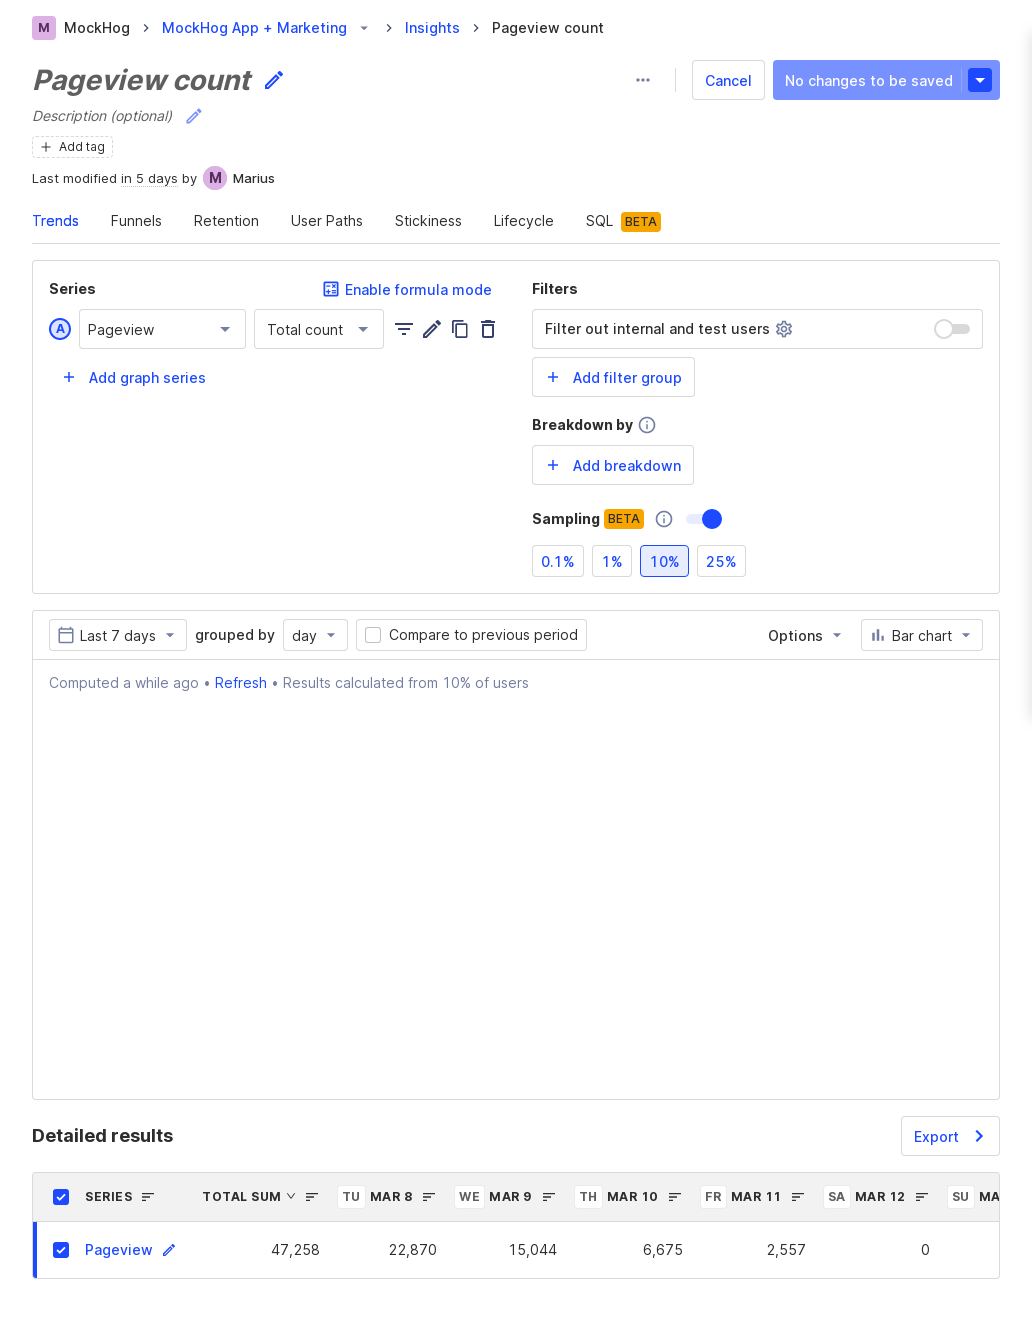 M MockHog > MockHog App + Marketing > Insights > Pageview count
Pageview count
Cancel No changes to be saved
Description (optional)
+ Add tag
Last modified in 5 days by M Marius
Trends Funnels Retention User Paths Stickiness Lifecycle SQL BETA
Series Enable formula mode
A Pageview Total count
+ Add graph series
Filters
Filter out internal and test users
+ Add filter group
Breakdown by
+ Add breakdown
Sampling BETA
0.1% 1% 10% 25%
Last 7 days grouped by day Compare to previous period Options Bar chart
Computed a while ago • Refresh • Results calculated from 10% of users
Detailed results Export
SERIES TOTAL SUM TU MAR 8 WE MAR 9 TH MAR 10 FR MAR 11 SA MAR 12 SU MA
Pageview 47,258 22,870 15,044 6,675 2,557 0